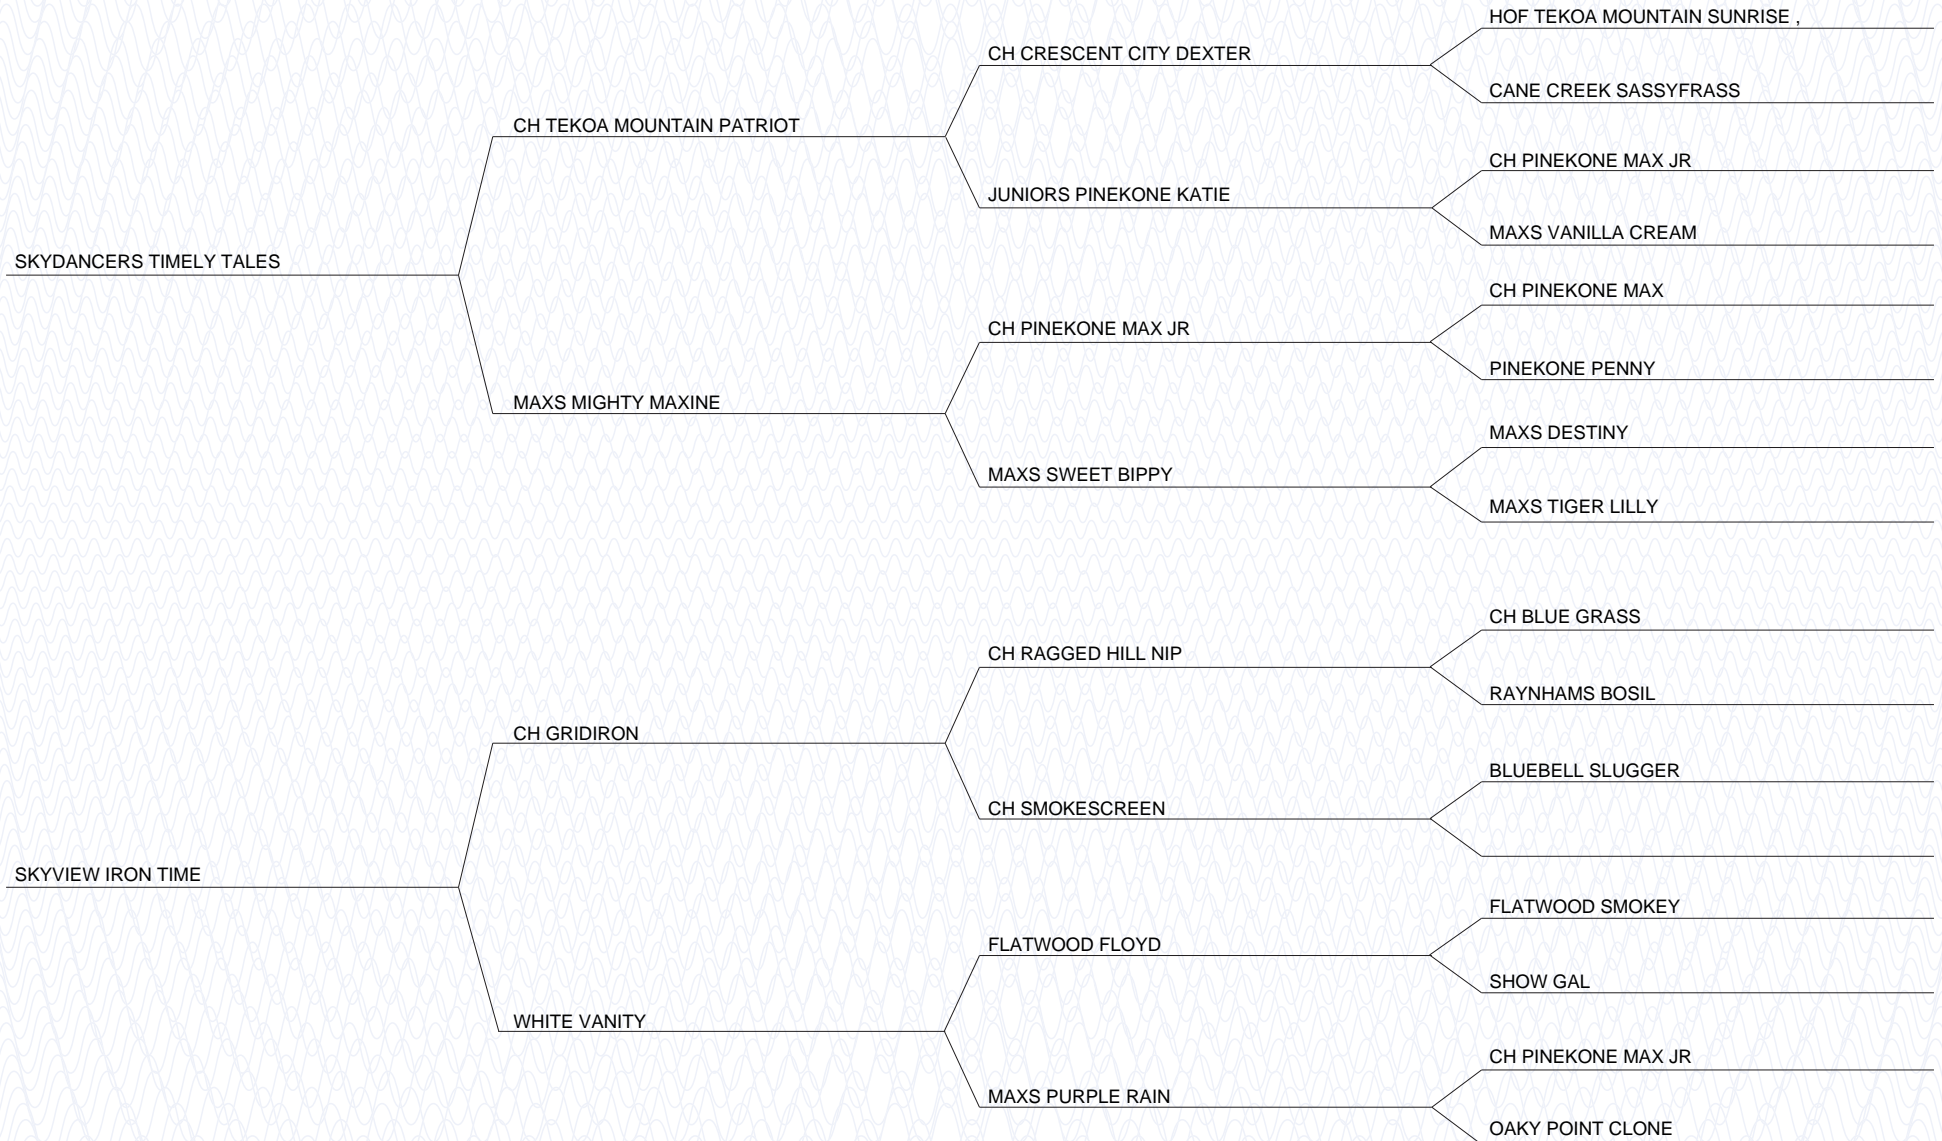 HOF TEKOA MOUNTAIN SUNRISE ,
CH CRESCENT CITY DEXTER
CANE CREEK SASSYFRASS
CH TEKOA MOUNTAIN PATRIOT
CH PINEKONE MAX JR
JUNIORS PINEKONE KATIE
MAXS VANILLA CREAM
SKYDANCERS TIMELY TALES
CH PINEKONE MAX
CH PINEKONE MAX JR
PINEKONE PENNY
MAXS MIGHTY MAXINE
MAXS DESTINY
MAXS SWEET BIPPY
MAXS TIGER LILLY
CH BLUE GRASS
CH RAGGED HILL NIP
RAYNHAMS BOSIL
CH GRIDIRON
BLUEBELL SLUGGER
CH SMOKESCREEN
SKYVIEW IRON TIME
FLATWOOD SMOKEY
FLATWOOD FLOYD
SHOW GAL
WHITE VANITY
CH PINEKONE MAX JR
MAXS PURPLE RAIN
OAKY POINT CLONE